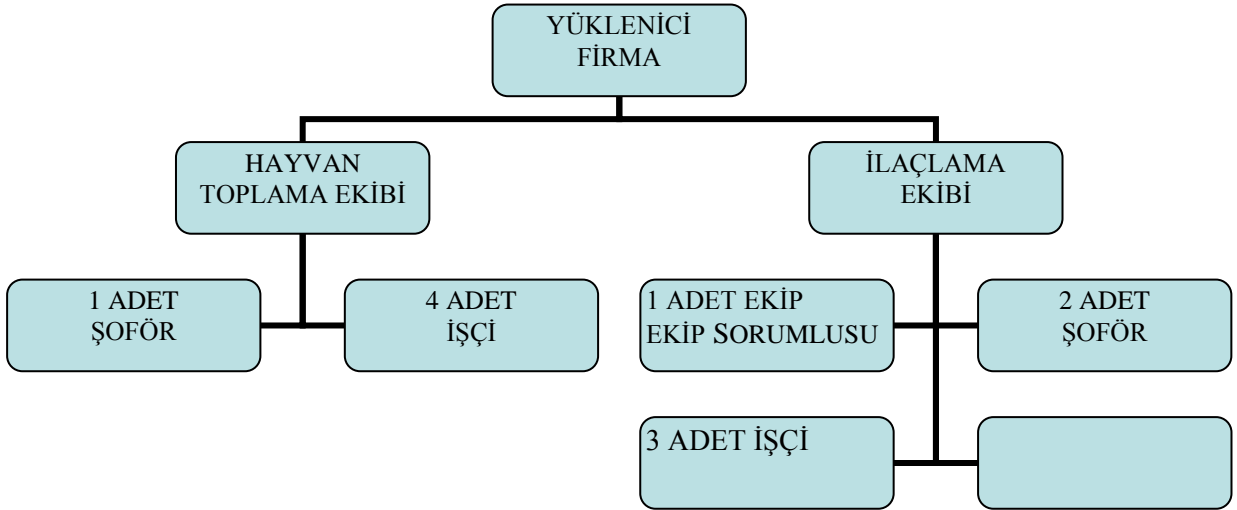 YÜKLENİCİ
FİRMA
HAYVAN
TOPLAMA EKİBİ
İLAÇLAMA
EKİBİ
1 ADET
ŞOFÖR
4 ADET
İŞÇİ
1 ADET EKİP
EKİP SORUMLUSU
2 ADET
ŞOFÖR
3 ADET İŞÇİ